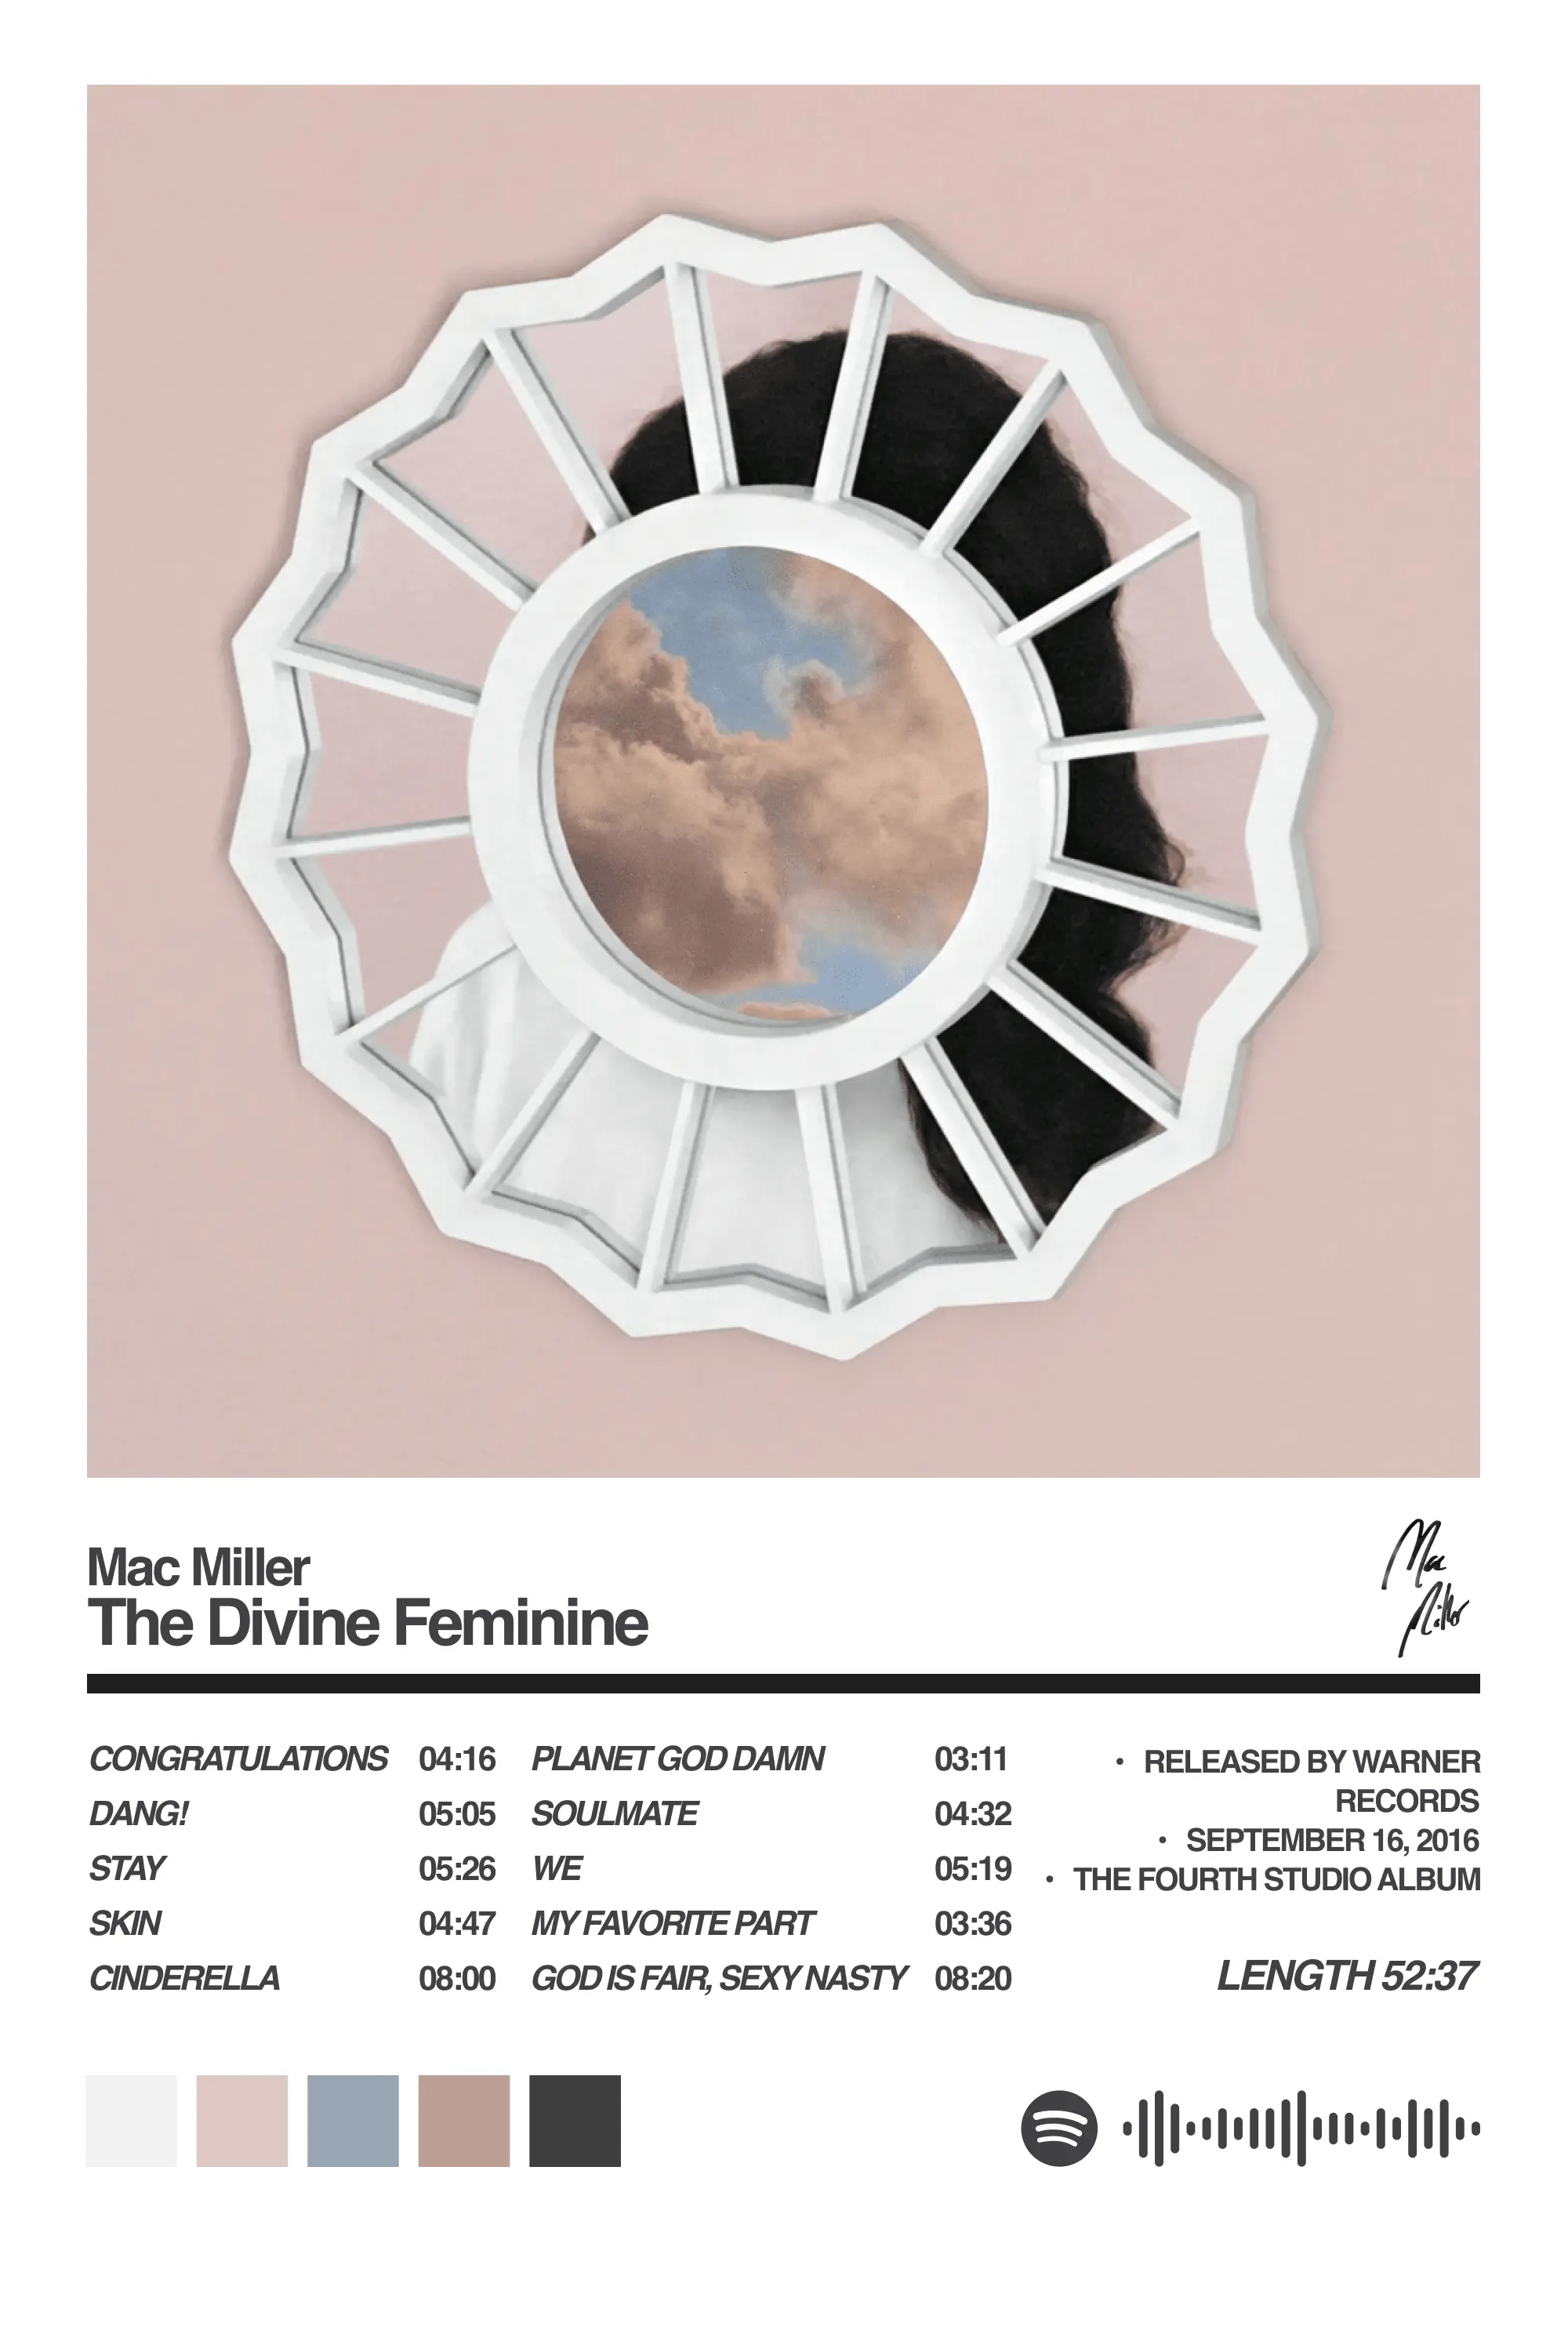 Mac Miller
The Divine Feminine
Mac
Miller
CONGRATULATIONS 04:16
DANG! 05:05
STAY 05:26
SKIN 04:47
CINDERELLA 08:00
PLANET GOD DAMN 03:11
SOULMATE 04:32
WE 05:19
MY FAVORITE PART 03:36
GOD IS FAIR, SEXY NASTY 08:20
• RELEASED BY WARNER
RECORDS
• SEPTEMBER 16, 2016
• THE FOURTH STUDIO ALBUM
LENGTH 52:37